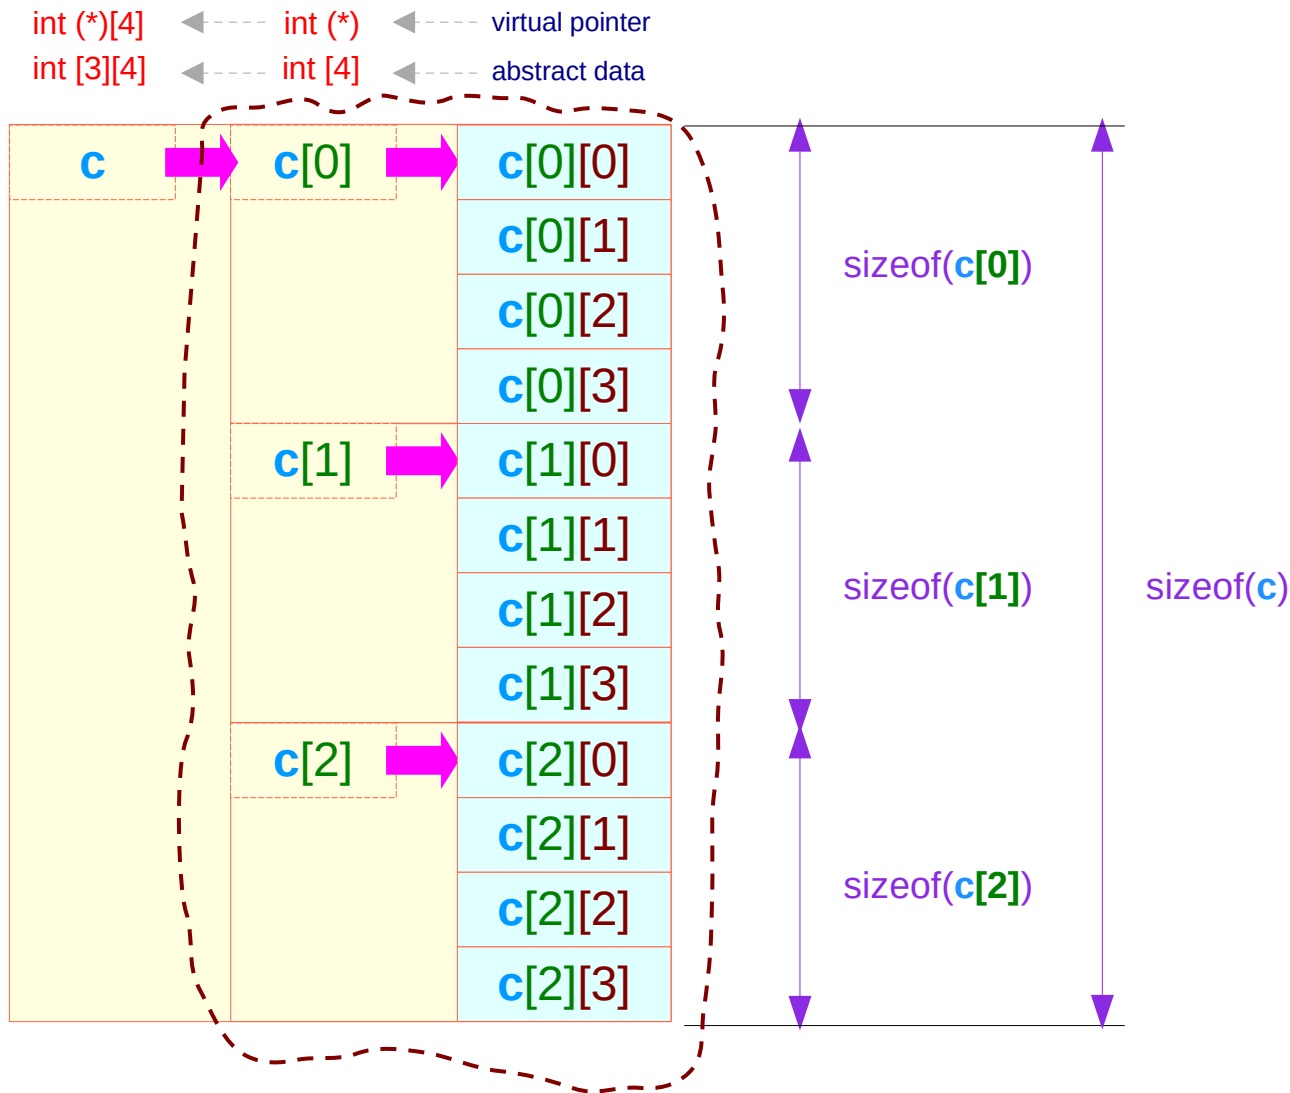 int (*)[4] int (*) virtual pointer
int [3][4] int [4] abstract data
c c[0] c[0][0]
c[0][1]
sizeof(c[0])
c[0][2]
c[0][3]
c[1] c[1][0]
c[1][1]
sizeof(c[1]) sizeof(c)
c[1][2]
c[1][3]
c[2] c[2][0]
c[2][1]
sizeof(c[2])
c[2][2]
c[2][3]